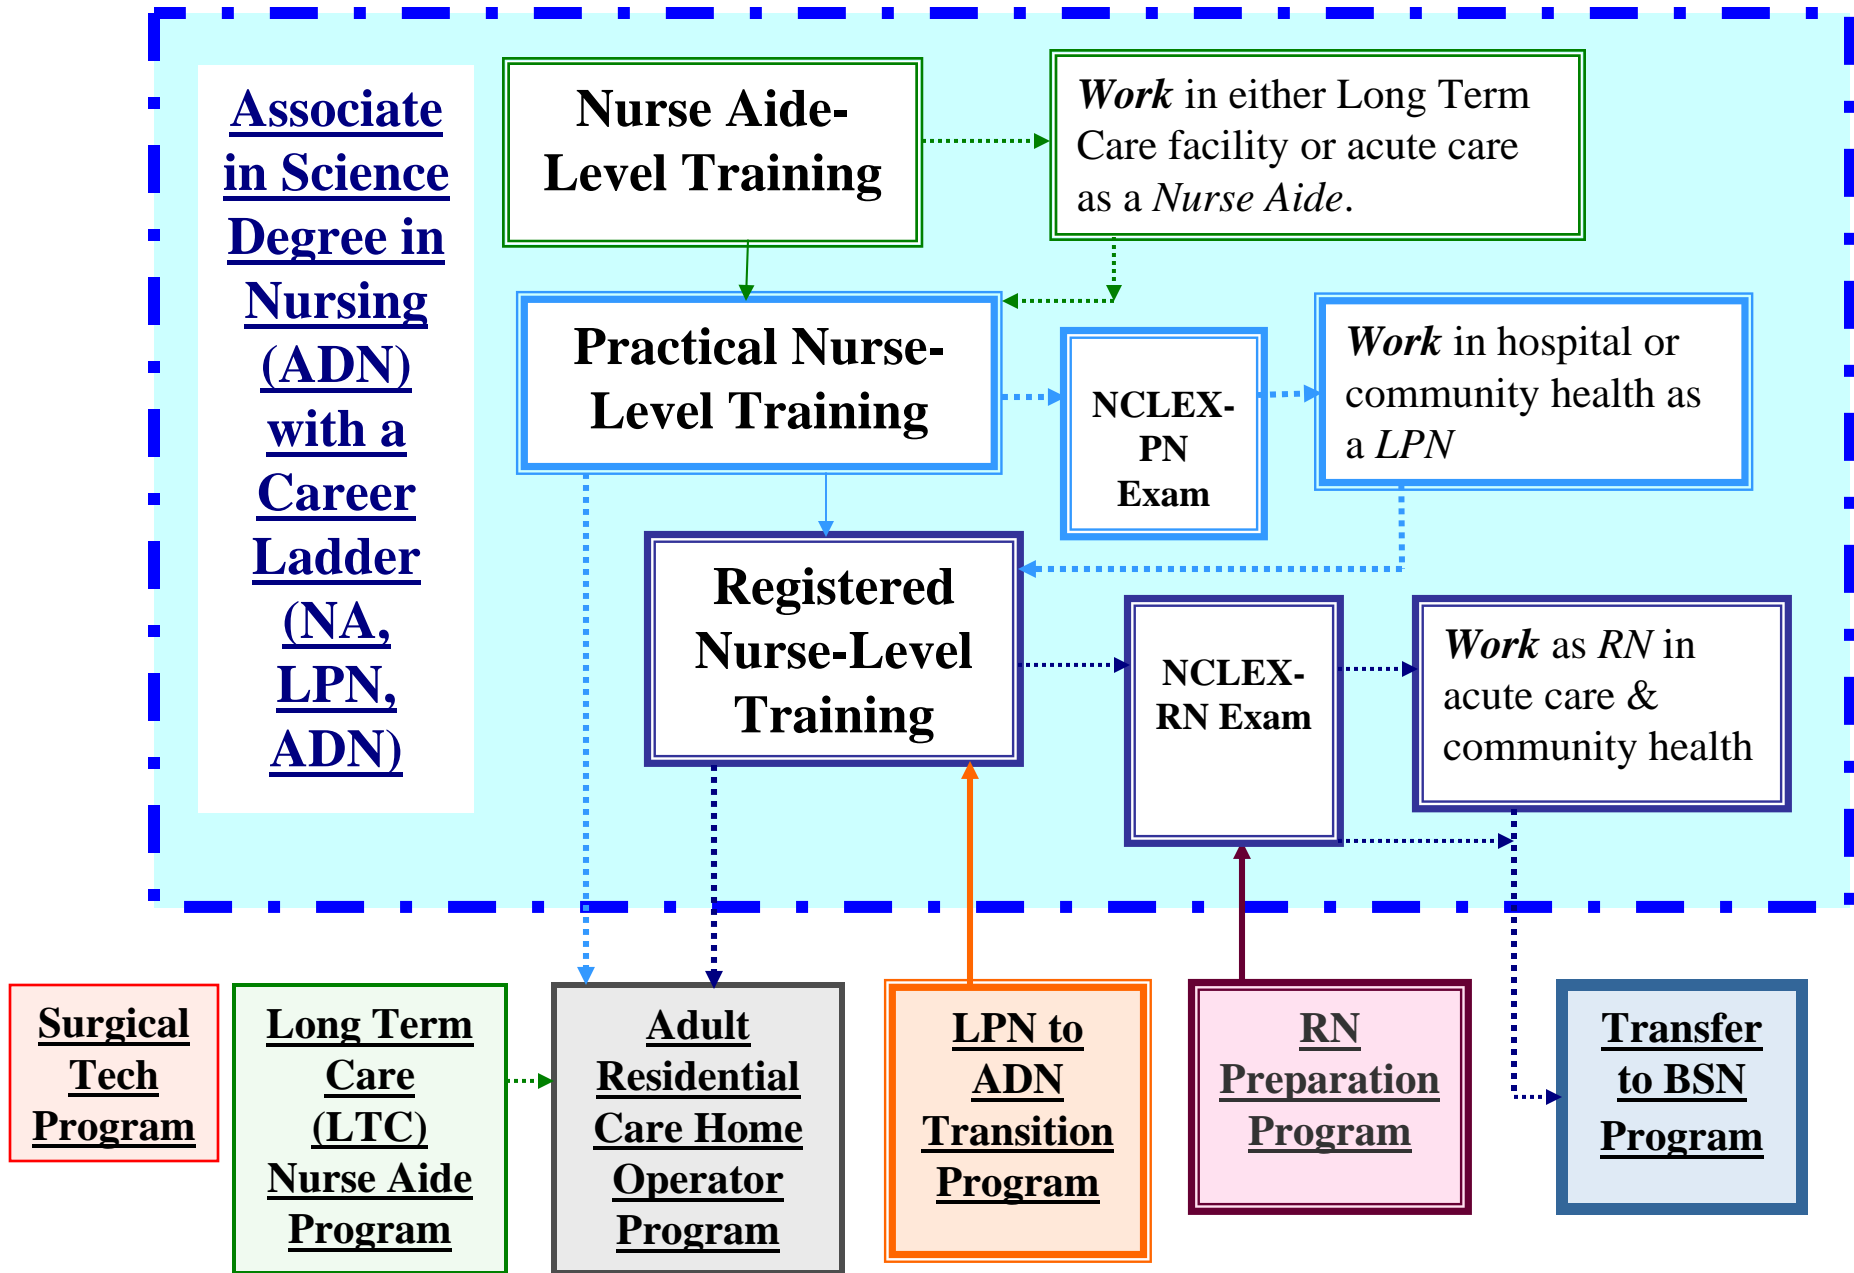 Associate
in Science
Degree in
Nursing
(ADN)
with a
Career
Ladder
(NA,
LPN,
ADN)
Nurse Aide-
Level Training
Work in either Long Term
Care facility or acute care
as a Nurse Aide.
Practical Nurse-
Level Training
NCLEX-
PN
Exam
Work in hospital or
community health as
a LPN
Registered
Nurse-Level
Training
NCLEX-
RN Exam
Work as RN in
acute care &
community health
Surgical
Tech
Program
Long Term
Care
(LTC)
Nurse Aide
Program
Adult
Residential
Care Home
Operator
Program
LPN to
ADN
Transition
Program
RN
Preparation
Program
Transfer
to BSN
Program